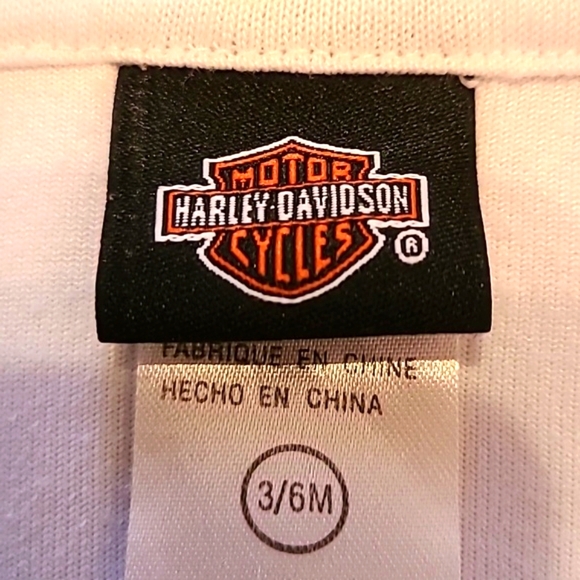 MOTOR
HARLEY-DAVIDSON
CYCLES
®
FABRIQUE EN CHINE
HECHO EN CHINA
3/6M